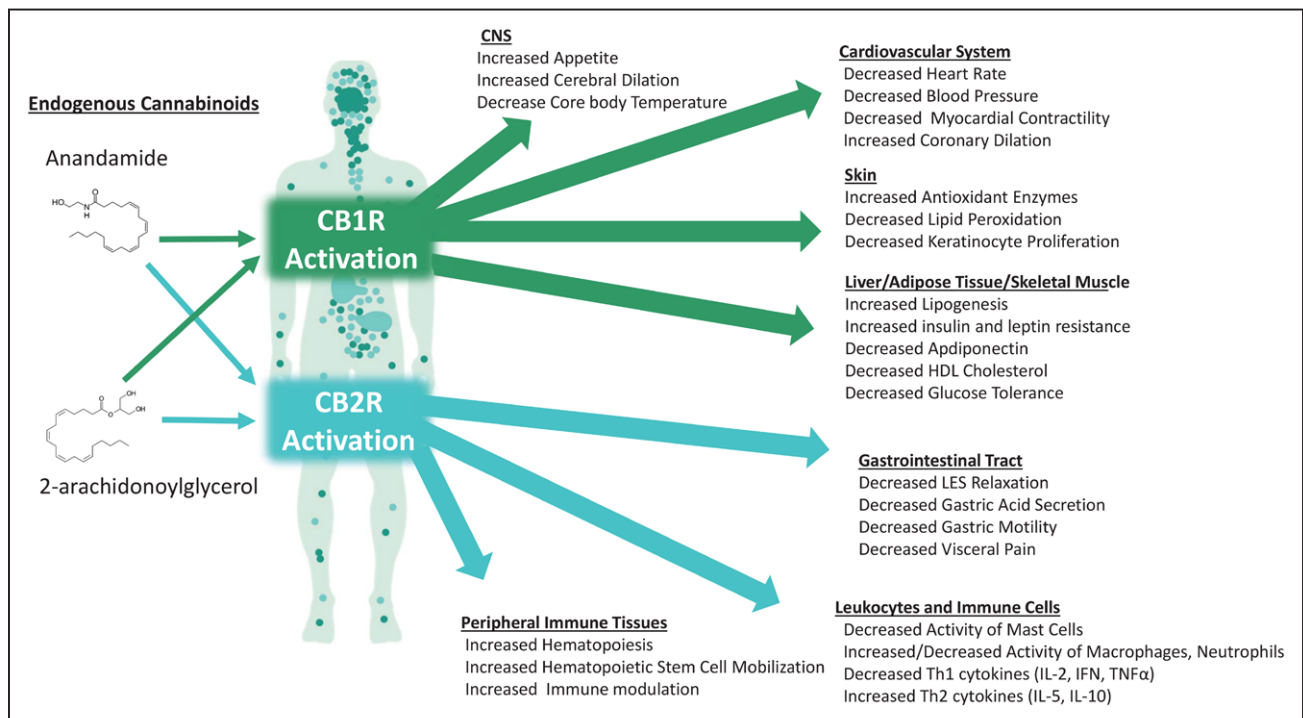 Endogenous Cannabinoids
Anandamide
HO
N
H
O
2-arachidonoylglycerol
O
O
OH
OH
CB1R
Activation
CB2R
Activation
CNS
Increased Appetite
Increased Cerebral Dilation
Decrease Core body Temperature
Cardiovascular System
Decreased Heart Rate
Decreased Blood Pressure
Decreased Myocardial Contractility
Increased Coronary Dilation
Skin
Increased Antioxidant Enzymes
Decreased Lipid Peroxidation
Decreased Keratinocyte Proliferation
Liver/Adipose Tissue/Skeletal Muscle
Increased Lipogenesis
Increased insulin and leptin resistance
Decreased Apdiponectin
Decreased HDL Cholesterol
Decreased Glucose Tolerance
Gastrointestinal Tract
Decreased LES Relaxation
Decreased Gastric Acid Secretion
Decreased Gastric Motility
Decreased Visceral Pain
Peripheral Immune Tissues
Increased Hematopoiesis
Increased Hematopoietic Stem Cell Mobilization
Increased Immune modulation
Leukocytes and Immune Cells
Decreased Activity of Mast Cells
Increased/Decreased Activity of Macrophages, Neutrophils
Decreased Th1 cytokines (IL-2, IFN, TNFα)
Increased Th2 cytokines (IL-5, IL-10)